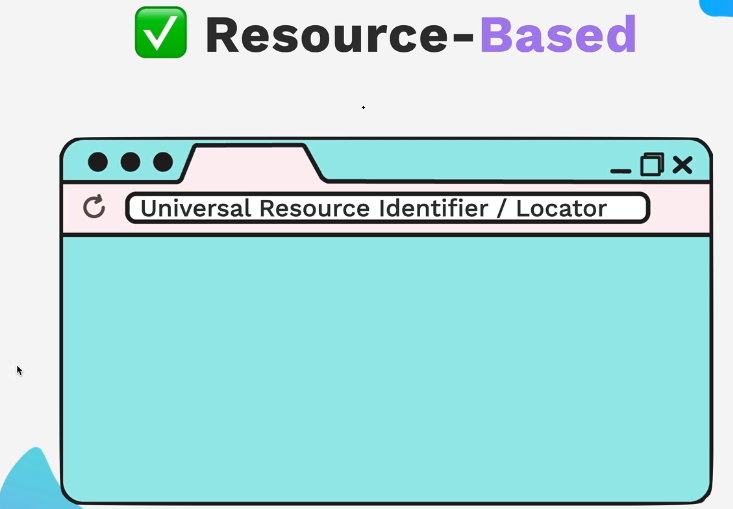 ✅ Resource-Based
Universal Resource Identifier / Locator